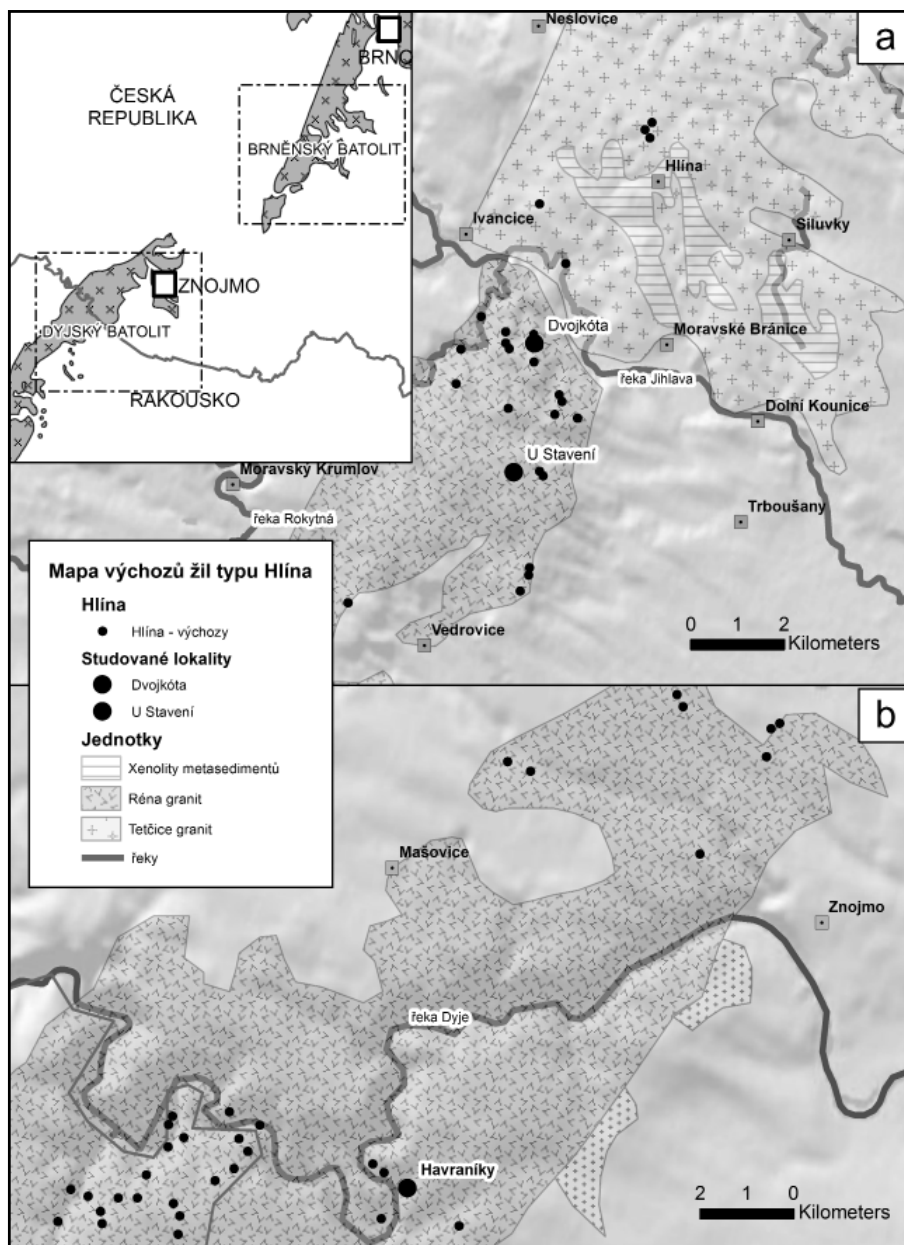 a
Neslovice
BRNO
ČESKÁ
REPUBLIKA
BRNĚNSKÝ BATOLIT
ZNOJMO
DYJSKÝ BATOLIT
RAKOUSKO
Hlína
Ivancice
Siluvky
Dvojkóta
Moravské Bránice
řeka Jihlava
Dolní Kounice
U Stavení
Moravský Krumlov
řeka Rokytná
Trboušany
Vedrovice
0 1 2
Kilometers
Mapa výchozů žil typu Hlína
Hlína
Hlína - výchozy
Studované lokality
Dvojkóta
U Stavení
Jednotky
Xenolity metasedimentů
Réna granit
Tetčice granit
řeky
b
Mašovice
Znojmo
řeka Dyje
Havraníky
2 1 0
Kilometers